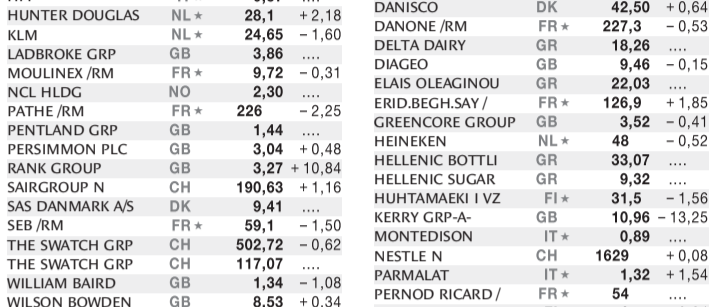 HUNTER DOUGLAS NL★ 28,1 + 2,18
KLM NL★ 24,65 – 1,60
LADBROKE GRP GB 3,86 ....
MOULINEX /RM FR★ 9,72 – 0,31
NCL HLDG NO 2,30 ....
PATHE /RM FR★ 226 – 2,25
PENTLAND GRP GB 1,44 ....
PERSIMMON PLC GB 3,04 + 0,48
RANK GROUP GB 3,27 + 10,84
SAIRGROUP N CH 190,63 + 1,16
SAS DANMARK A/S DK 9,41 ....
SEB /RM FR★ 59,1 – 1,50
THE SWATCH GRP CH 502,72 – 0,62
THE SWATCH GRP CH 117,07 ....
WILLIAM BAIRD GB 1,34 – 1,08
WILSON BOWDEN GB 8,53 + 0,34
DANISCO DK 42,50 + 0,64
DANONE /RM FR★ 227,3 – 0,53
DELTA DAIRY GR 18,26 ....
DIAGEO GB 9,46 – 0,15
ELAIS OLEAGINOU GR 22,03 ....
ERID.BEGH.SAY / FR★ 126,9 + 1,85
GREENCORE GROUP GB 3,52 – 0,41
HEINEKEN NL★ 48 – 0,52
HELLENIC BOTTLI GR 33,07 ....
HELLENIC SUGAR GR 9,32 ....
HUHTAMAEKI I VZ FI★ 31,5 – 1,56
KERRY GRP-A- GB 10,96 – 13,25
MONTEDISON IT★ 0,89 ....
NESTLE N CH 1629 + 0,08
PARMALAT IT★ 1,32 + 1,54
PERNOD RICARD / FR★ 54 ....